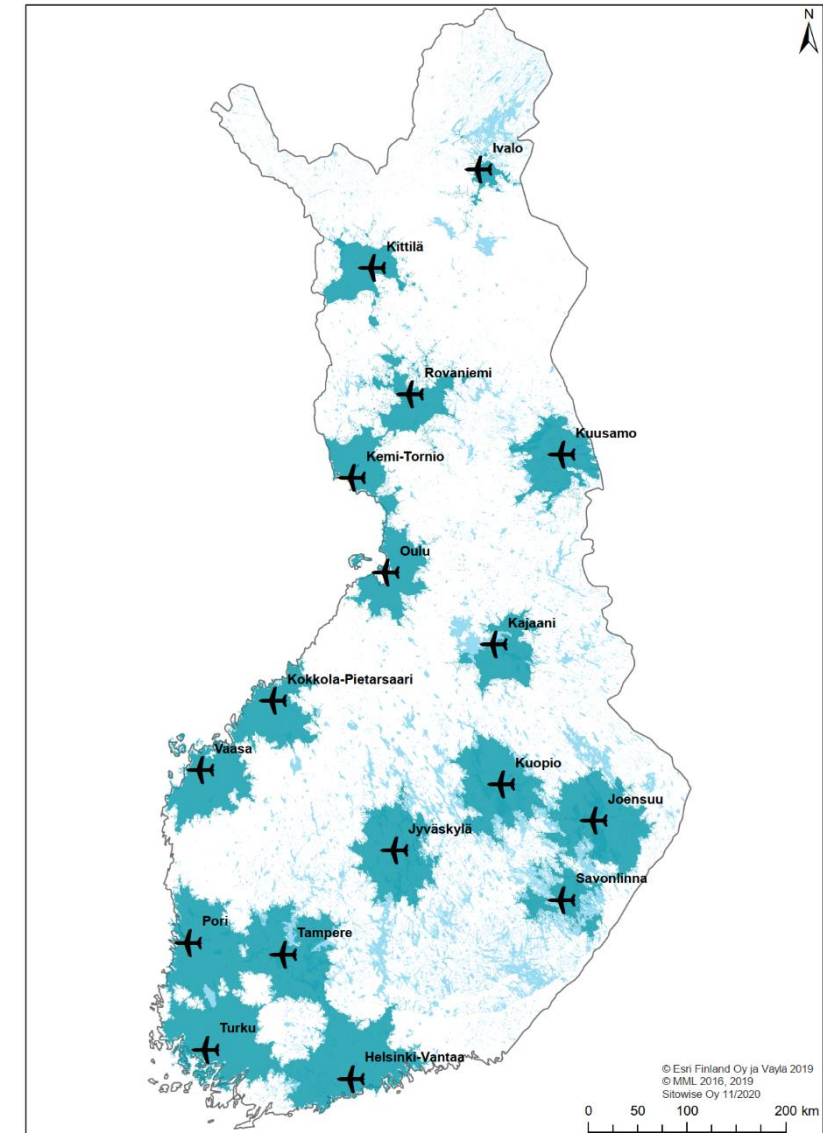 N
Ivalo
Kittilä
Rovaniemi
Kuusamo
Kemi-Tornio
Oulu
Kajaani
Kokkola-Pietarsaari
Vaasa
Kuopio
Joensuu
Jyväskylä
Savonlinna
Pori
Tampere
Turku
Helsinki-Vantaa
© Esri Finland Oy ja Väylä 2019
© MML 2016, 2019
Sitowise Oy 11/2020
0 50 100 200 km